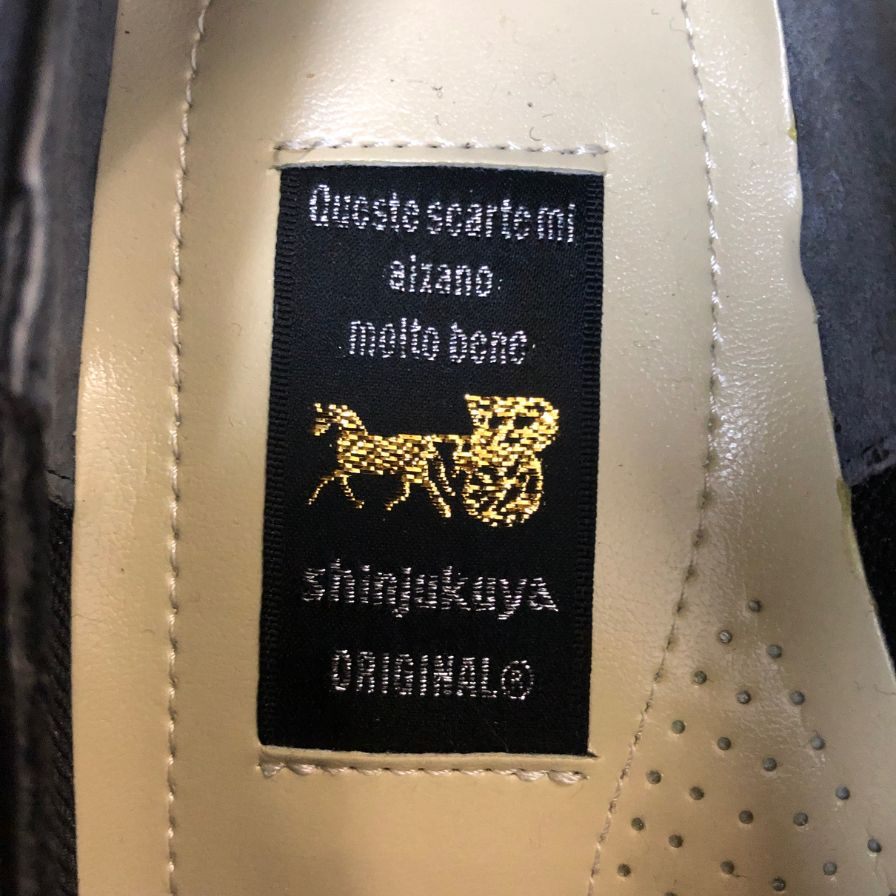 Queste scarte mi
aizano
molto bene
shinjukuya
ORIGINAL®